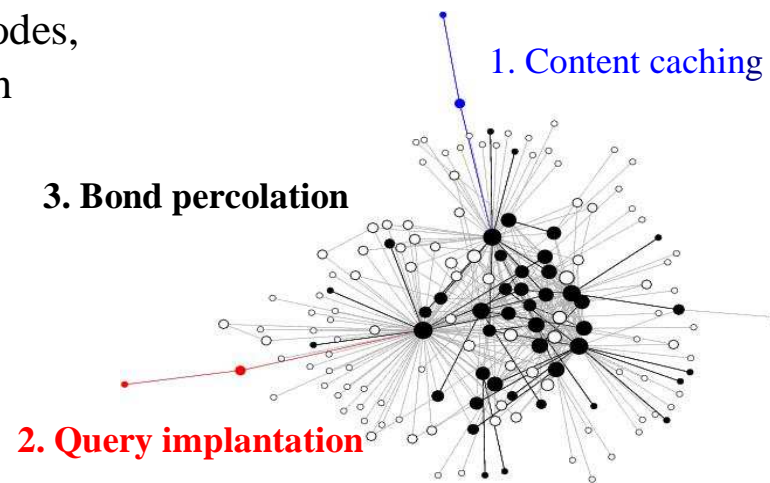 1. Content caching
3. Bond percolation
2. Query implantation